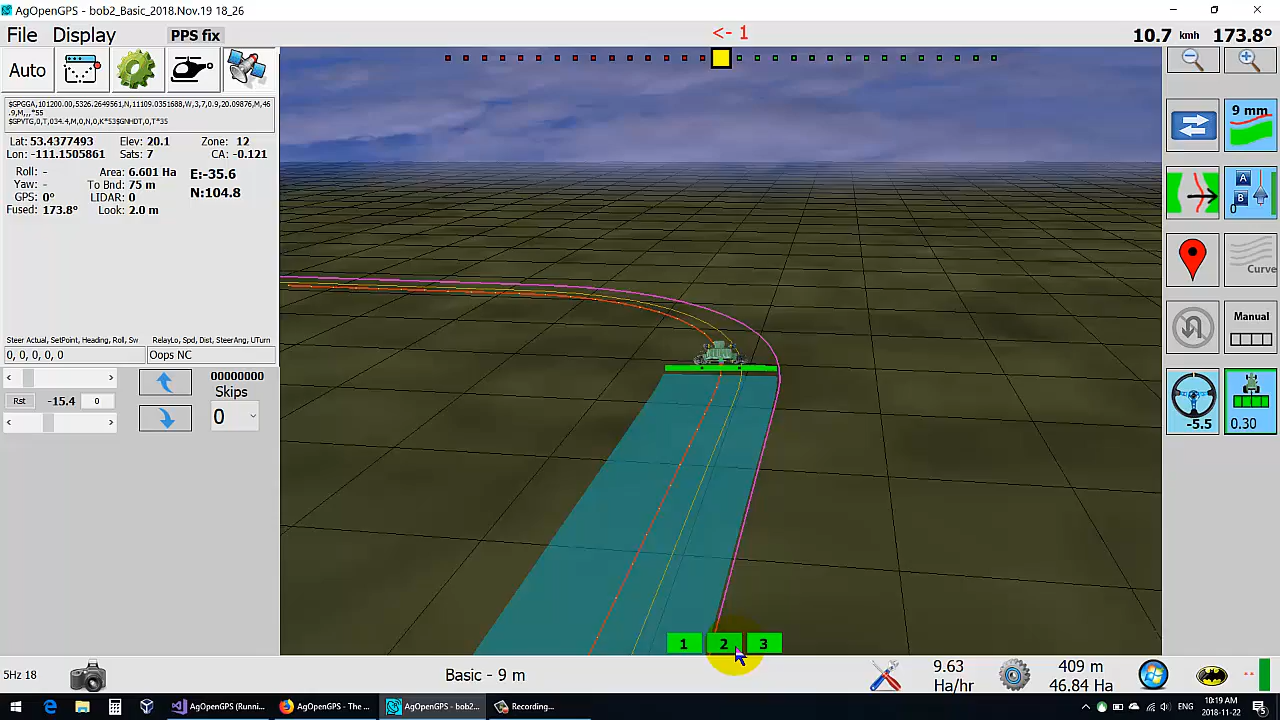 AgOpenGPS - bob2_Basic_2018.Nov.19 18_26
File Display PPS fix
<- 1
10.7 kmh 173.8°
Auto
$GPGGA,101200.00,5326.2649561,N,11109.0351688,W,3,7,0.9,20.09876,M,46
.9,M,,,*55
$GPVTG,0,T,034.4,M,0,N,0,K*53$GNHDT,0,T*35
Lat: 53.4377493 Elev: 20.1 Zone: 12
Lon: -111.1505861 Sats: 7 CA: -0.121
Roll: - Area: 6.601 Ha E:-35.6
Yaw: - To Bnd: 75 m N:104.8
GPS: 0° LIDAR: 0
Fused: 173.8° Look: 2.0 m
9 mm
A
B
0
Curve
Manual
-5.5
0.30
Steer Actual, SetPoint, Heading, Roll, Sw RelayLo, Spd, Dist, SteerAng, UTurn
0, 0, 0, 0, 0 Oops NC
< > 00000000
Skips
Rst -15.4 0
0
< >
1 2 3
5Hz 18
Basic - 9 m
9.63
Ha/hr
409 m
46.84 Ha
AgOpenGPS (Runni...
AgOpenGPS - The ...
AgOpenGPS - bob2...
Recording...
ENG
10:19 AM
2018-11-22